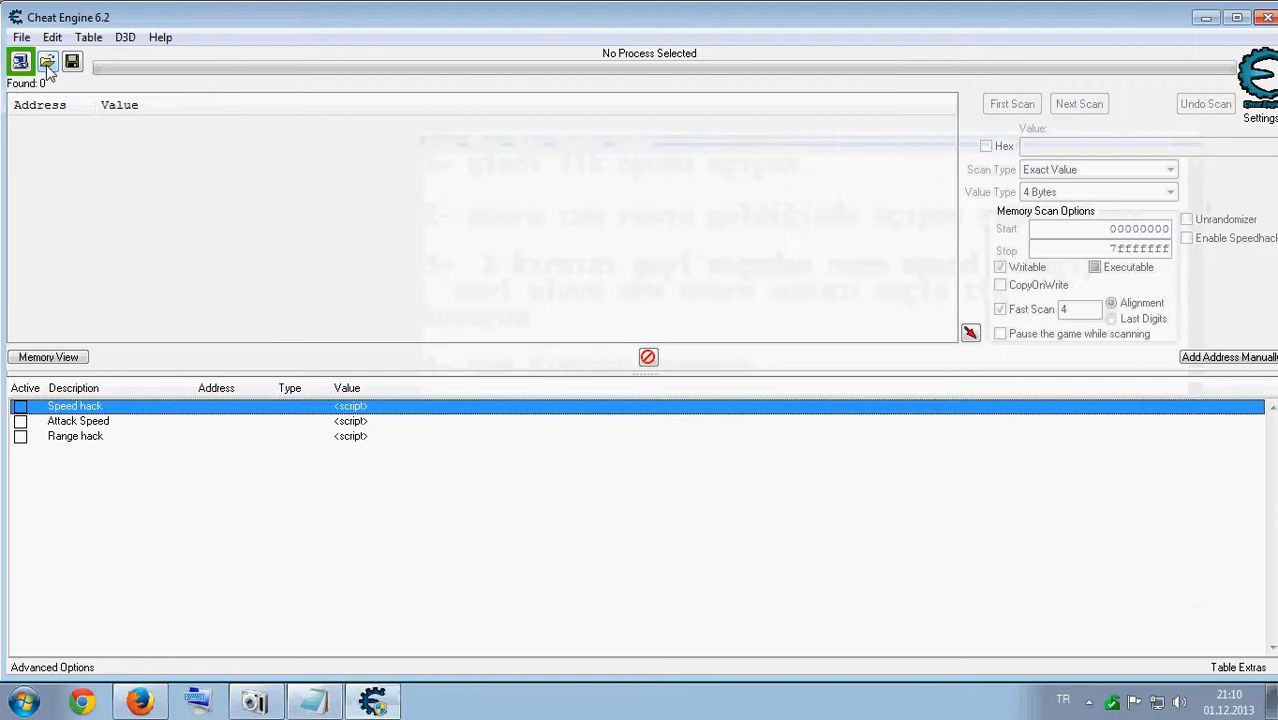 Cheat Engine 6.2
File Edit Table D3D Help
No Process Selected
Found: 0
Address Value
First Scan Next Scan Undo Scan
Settings
Value:
Hex
Scan Type Exact Value
Value Type 4 Bytes
Memory Scan Options
Start 00000000
Stop 7fffffff
Unrandomizer
Enable Speedhack
Writable Executable
CopyOnWrite
Fast Scan 4 Alignment
Last Digits
Pause the game while scanning
Memory View
Add Address Manually
Active Description Address Type Value
Speed hack <script>
Attack Speed <script>
Range hack <script>
Advanced Options Table Extras
TR 21:10
01.12.2013